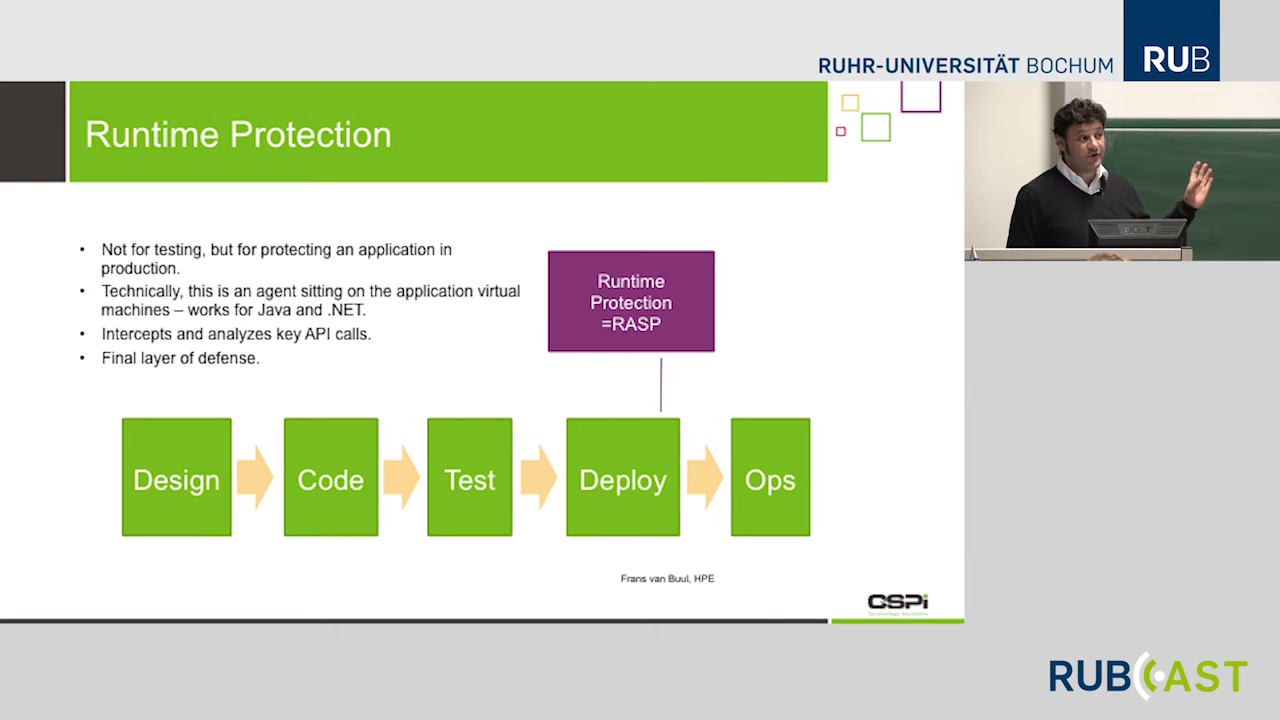 RUHR-UNIVERSITÄT BOCHUM
RUB
Runtime Protection
• Not for testing, but for protecting an application in
production.
• Technically, this is an agent sitting on the application virtual
machines – works for Java and .NET.
• Intercepts and analyzes key API calls.
• Final layer of defense.
Runtime
Protection
=RASP
Design
Code
Test
Deploy
Ops
Frans van Buul, HPE
CSPi
RUBCAST